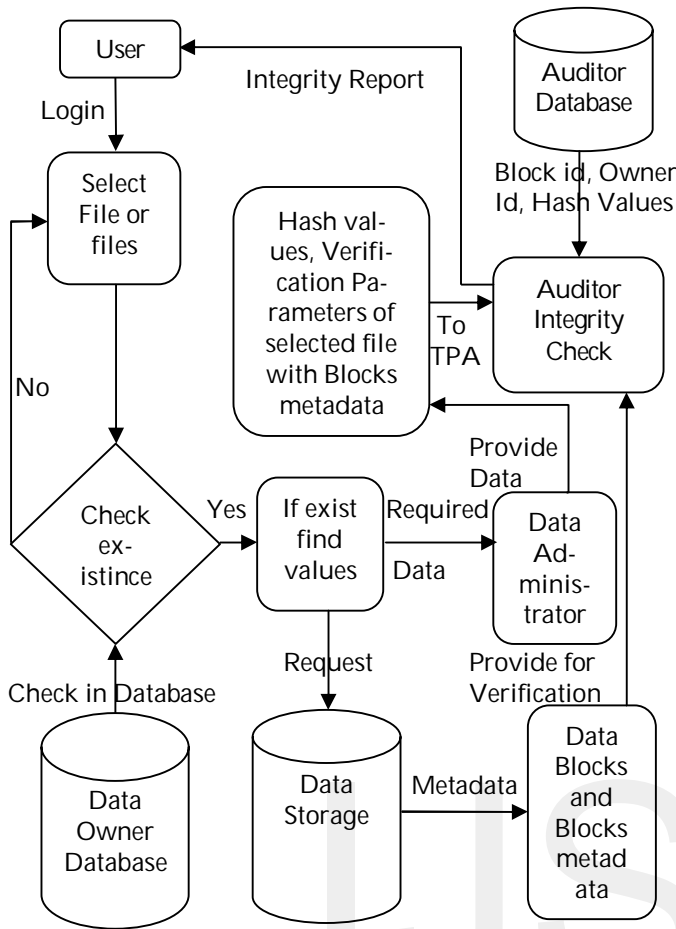 User
Integrity Report
Auditor
Database
Login
Select
File or
files
Block id, Owner
Id, Hash Values
Hash val-
ues, Verifi-
cation Pa-
rameters of
selected file
with Blocks
metadata
To
TPA
Auditor
Integrity
Check
No
Provide
Data
Check
ex-
istince
Yes
If exist
find
values
Required
Data
Data
Ad-
minis-
trator
Request
Provide for
Verification
Check in Database
Data
Owner
Database
Data
Storage
Metadata
Data
Blocks
and
Blocks
metad
ata